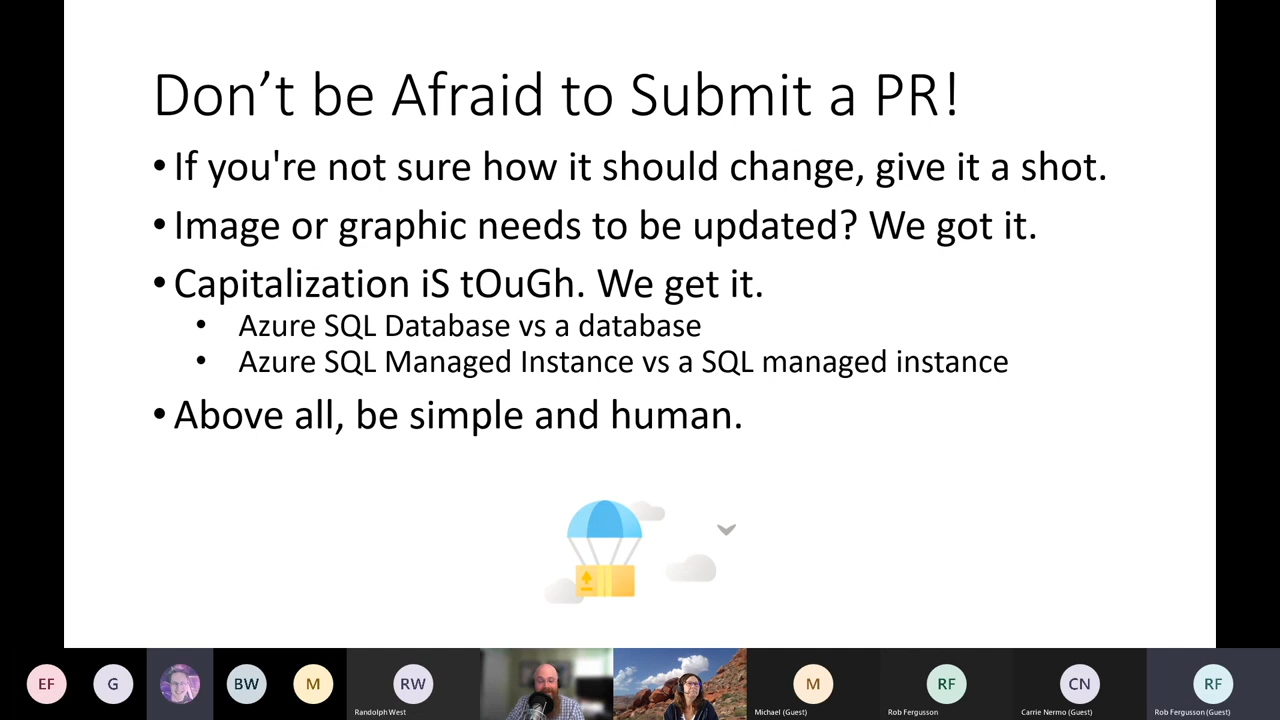 Don’t be Afraid to Submit a PR!
• If you're not sure how it should change, give it a shot.
• Image or graphic needs to be updated? We got it.
• Capitalization iS tOuGh. We get it.
• Azure SQL Database vs a database
• Azure SQL Managed Instance vs a SQL managed instance
• Above all, be simple and human.
EF G BW M RW M RF CN RF
Randolph West Michael (Guest) Rob Fergusson Carrie Nermo (Guest) Rob Fergusson (Guest)